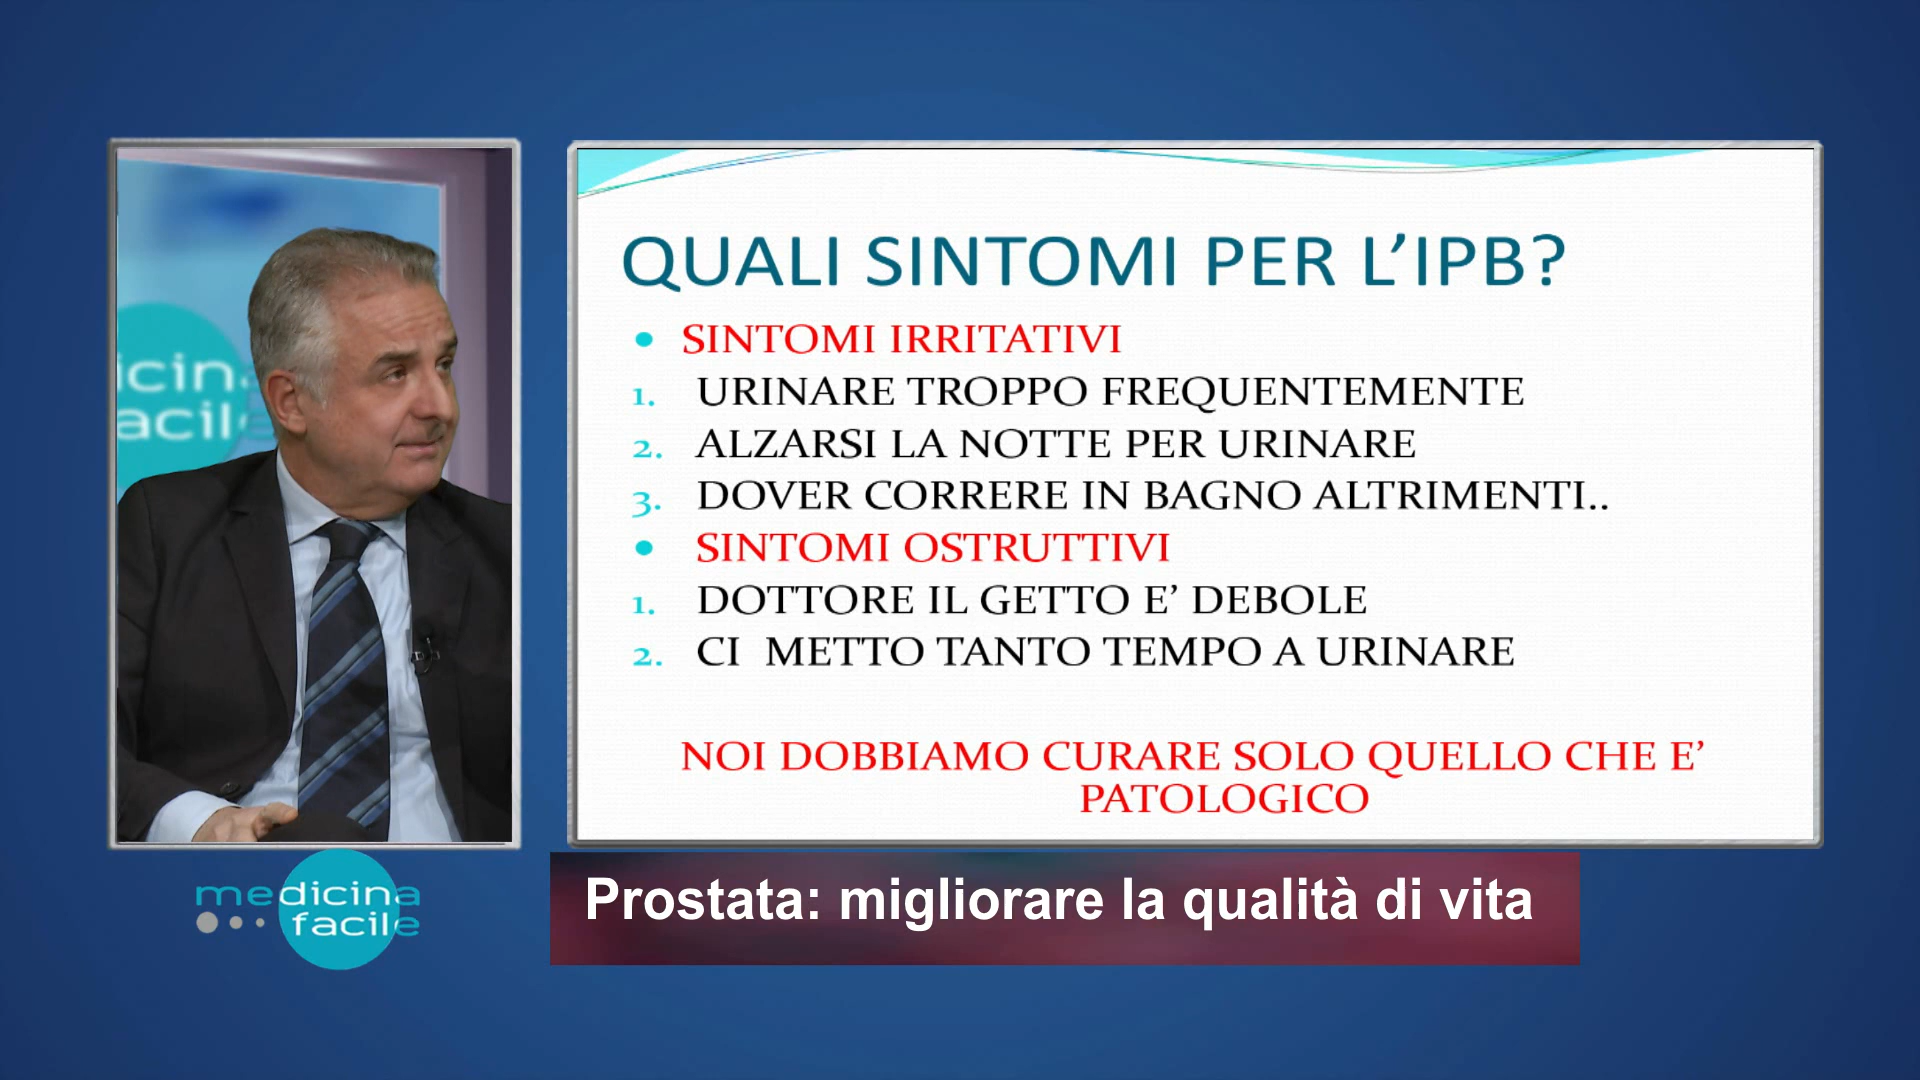 icin
acil
QUALI SINTOMI PER L’IPB?
• SINTOMI IRRITATIVI
1. URINARE TROPPO FREQUENTEMENTE
2. ALZARSI LA NOTTE PER URINARE
3. DOVER CORRERE IN BAGNO ALTRIMENTI..
• SINTOMI OSTRUTTIVI
1. DOTTORE IL GETTO E’ DEBOLE
2. CI METTO TANTO TEMPO A URINARE
NOI DOBBIAMO CURARE SOLO QUELLO CHE E’
PATOLOGICO
medicina
facile
Prostata: migliorare la qualità di vita